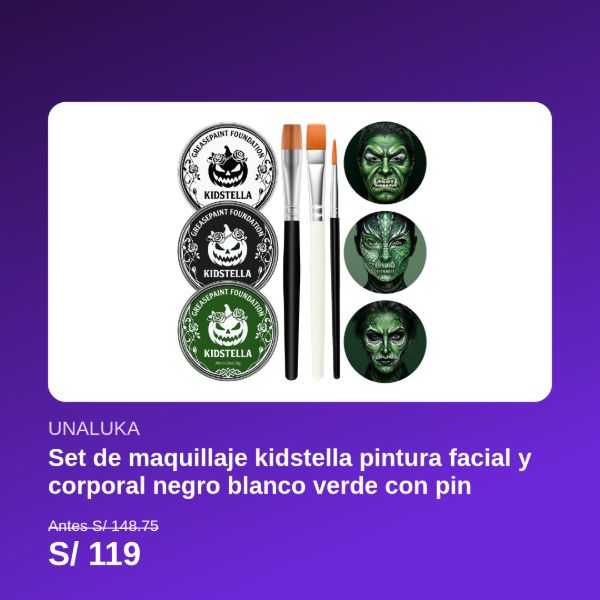 GREASEPAINT FOUNDATION
KIDSTELLA
GREASEPAINT FOUNDATION
KIDSTELLA
GREASEPAINT FOUNDATION
KIDSTELLA
UNALUKA
Set de maquillaje kidstella pintura facial y
corporal negro blanco verde con pin
Antes S/ 148.75
S/ 119